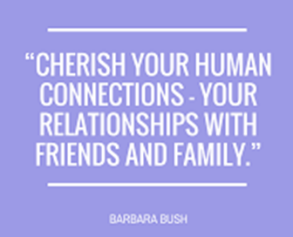 “CHERISH YOUR HUMAN
CONNECTIONS - YOUR
RELATIONSHIPS WITH
FRIENDS AND FAMILY.”
BARBARA BUSH